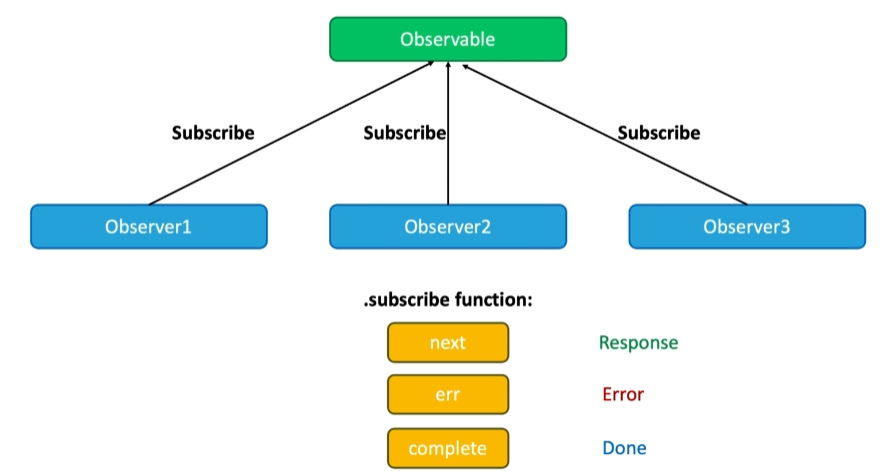 Observable
Subscribe Subscribe Subscribe
Observer1 Observer2 Observer3
.subscribe function:
next Response
err Error
complete Done